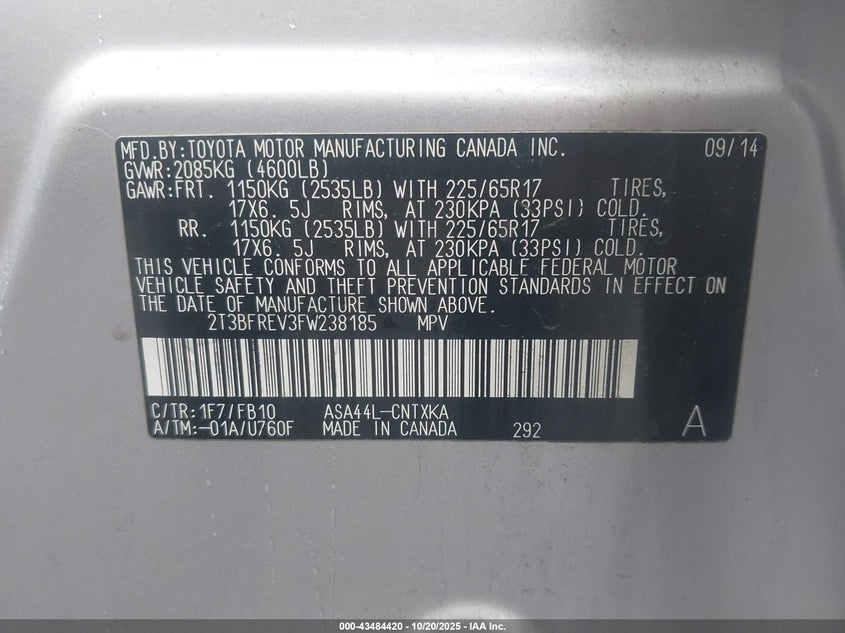 MFD.BY:TOYOTA MOTOR MANUFACTURING CANADA INC. 09/14
GVWR:2085KG (4600LB)
GAWR:FRT. 1150KG (2535LB) WITH 225/65R17 TIRES,
17X6.5J RIMS, AT 230KPA (33PSI) COLD.
RR. 1150KG (2535LB) WITH 225/65R17 TIRES,
17X6.5J RIMS, AT 230KPA (33PSI) COLD.
THIS VEHICLE CONFORMS TO ALL APPLICABLE FEDERAL MOTOR
VEHICLE SAFETY AND THEFT PREVENTION STANDARDS IN EFFECT ON
THE DATE OF MANUFACTURE SHOWN ABOVE.
2T3BFREV3FW238185 MPV
C/TR:1F7/FB10 ASA44L-CNTXKA
A/TM:-01A/U760F MADE IN CANADA 292 A
000-43484420 - 10/20/2025 - IAA Inc.